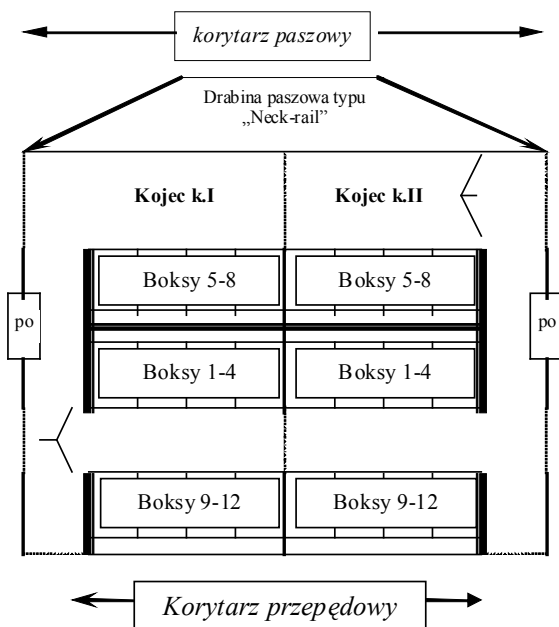 korytarz paszowy
Drabina paszowa typu
„Neck-rail”
Kojec k.I
Kojec k.II
Boksy 5-8
Boksy 5-8
po
po
Boksy 1-4
Boksy 1-4
Boksy 9-12
Boksy 9-12
Korytarz przepędowy